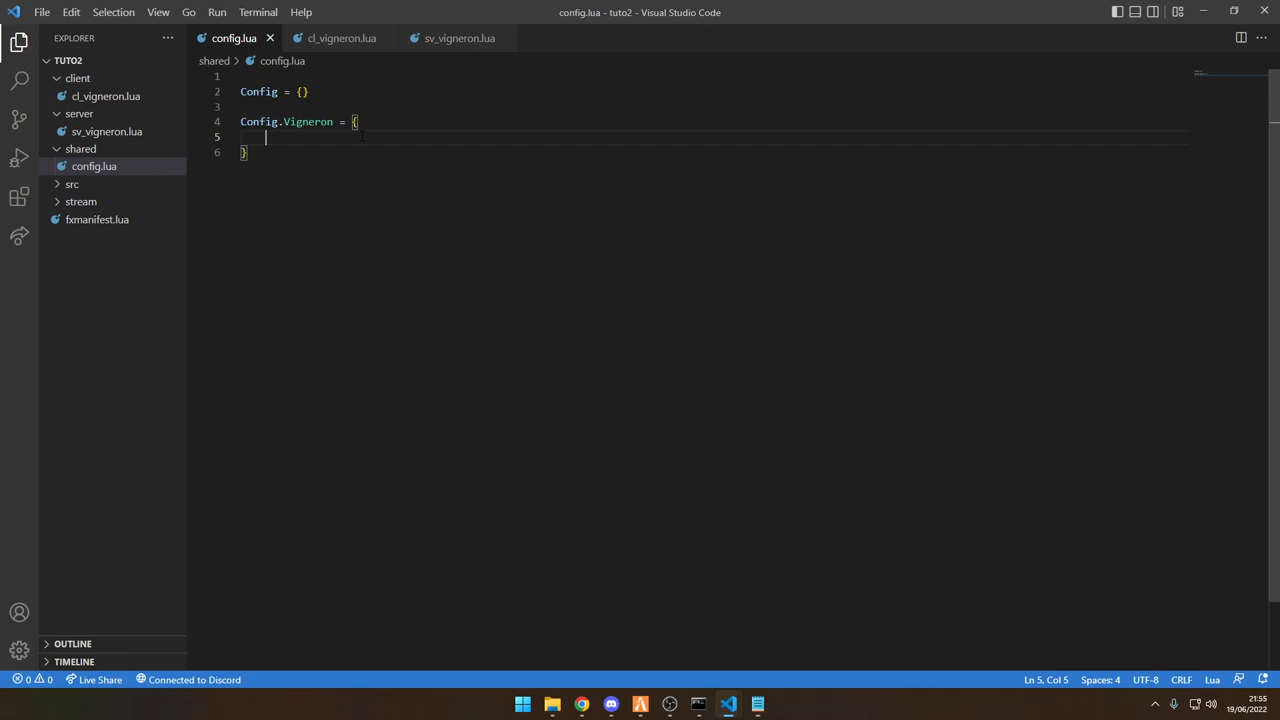 File Edit Selection View Go Run Terminal Help
config.lua - tuto2 - Visual Studio Code
EXPLORER
TUTO2
client
cl_vigneron.lua
server
sv_vigneron.lua
shared
config.lua
src
stream
fxmanifest.lua
OUTLINE
TIMELINE
config.lua cl_vigneron.lua sv_vigneron.lua
shared config.lua
1
2 Config = {}
3
4 Config.Vigneron = {
5
6 }
0 0 Live Share Connected to Discord
Ln 5, Col 5 Spaces: 4 UTF-8 CRLF Lua
21:55
19/06/2022